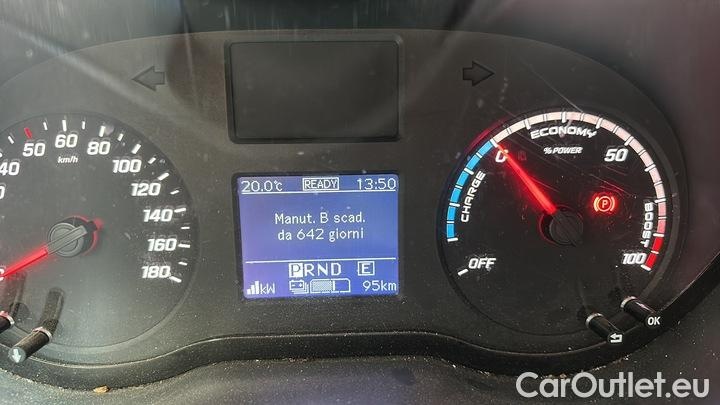 20.0°C READY 13:50
Manut. B scad.
da 642 giorni
PRND E
kW 95km
50 60 80 100 120 140 160 180
km/h
ECONOMY
% POWER
CHARGE 0 50 100
BOOST
OFF
OK
CarOutlet.eu